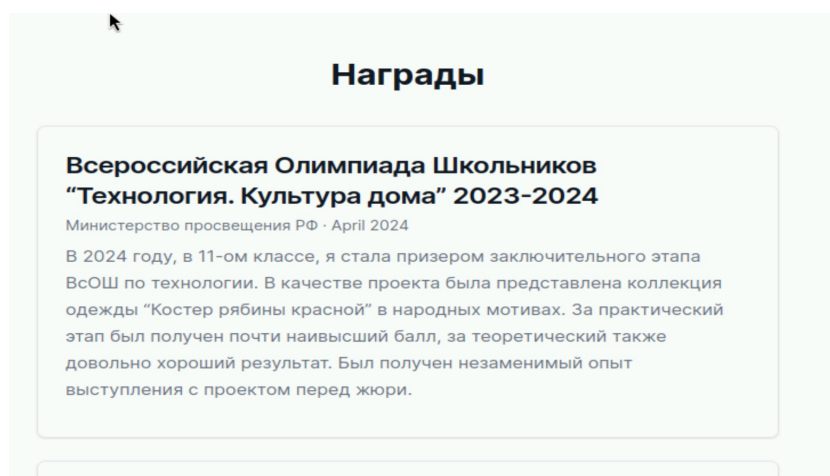 Награды
Всероссийская Олимпиада Школьников
“Технология. Культура дома” 2023-2024
Министерство просвещения РФ · April 2024
В 2024 году, в 11-ом классе, я стала призером заключительного этапа
ВсОШ по технологии. В качестве проекта была представлена коллекция
одежды “Костер рябины красной” в народных мотивах. За практический
этап был получен почти наивысший балл, за теоретический также
довольно хороший результат. Был получен незаменимый опыт
выступления с проектом перед жюри.